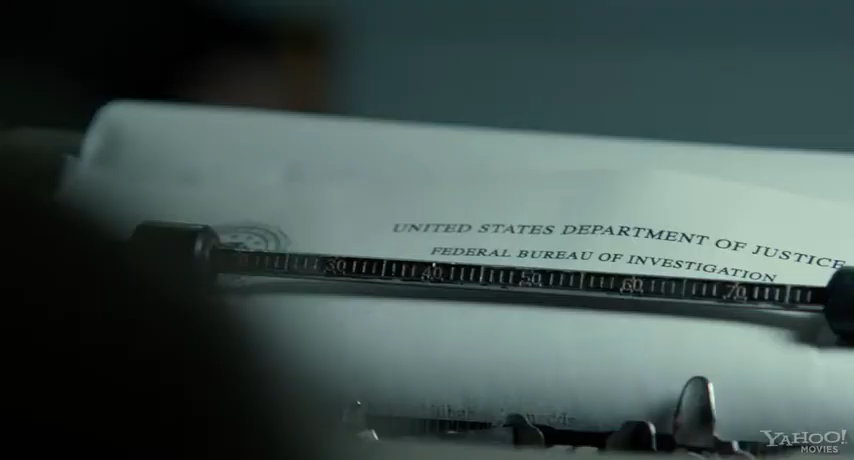 UNITED STATES DEPARTMENT OF JUSTICE
FEDERAL BUREAU OF INVESTIGATION
30 40 50 60 70
YAHOO!
MOVIES